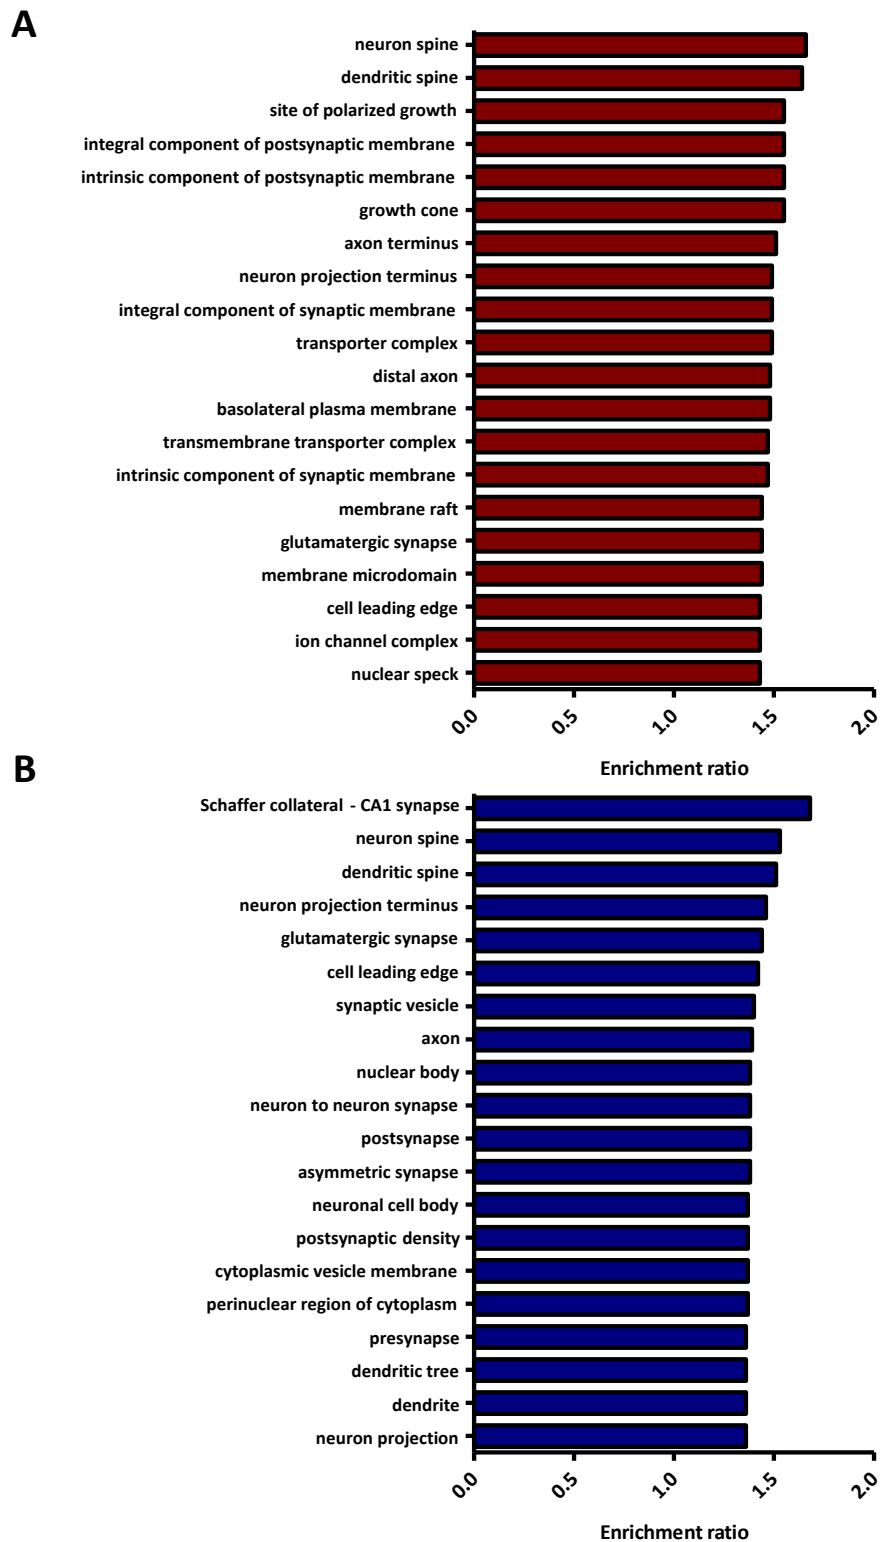 A
neuron spine
dendritic spine
site of polarized growth
integral component of postsynaptic membrane
intrinsic component of postsynaptic membrane
growth cone
axon terminus
neuron projection terminus
integral component of synaptic membrane
transporter complex
distal axon
basolateral plasma membrane
transmembrane transporter complex
intrinsic component of synaptic membrane
membrane raft
glutamatergic synapse
membrane microdomain
cell leading edge
ion channel complex
nuclear speck
0.0 0.5 1.0 1.5 2.0
Enrichment ratio
B
Schaffer collateral - CA1 synapse
neuron spine
dendritic spine
neuron projection terminus
glutamatergic synapse
cell leading edge
synaptic vesicle
axon
nuclear body
neuron to neuron synapse
postsynapse
asymmetric synapse
neuronal cell body
postsynaptic density
cytoplasmic vesicle membrane
perinuclear region of cytoplasm
presynapse
dendritic tree
dendrite
neuron projection
0.0 0.5 1.0 1.5 2.0
Enrichment ratio